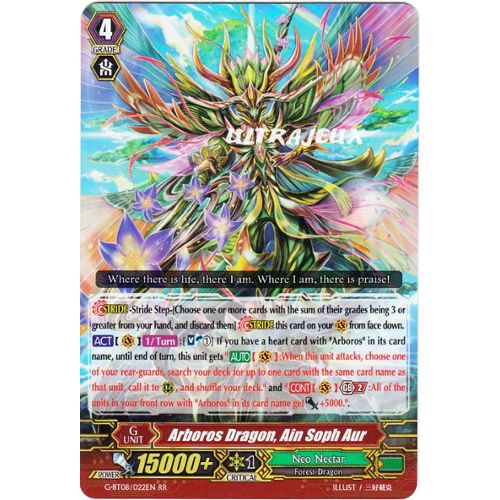 4
GRADE
ULTRAJEUX
Where there is life, there I am. Where I am, there is praise!
STRIDE-Stride Step-[Choose one or more cards with the sum of their grades being 3 or
greater from your hand, and discard them] STRIDE this card on your from face down.
ACT [ ] 1/Turn :[V ①] If you have a heart card with "Arboros" in its card
name, until end of turn, this unit gets "AUTO [ ] :When this unit attacks, choose one
of your rear-guards, search your deck for up to one card with the same card name as
that unit, call it to , and shuffle your deck." and "CONT [ ] GB 2 :All of the
units in your front row with "Arboros" in its card name get +5000.".
G
UNIT
Arboros Dragon, Ain Soph Aur
G-BT08/022EN RR
POWER
15000+
1
CRITICAL
Neo Nectar
Forest Dragon
ILLUST / 三好載克